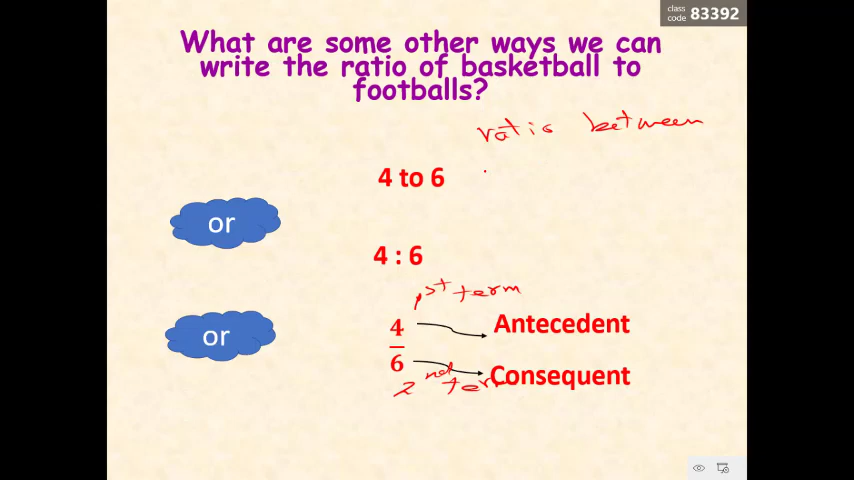 class
code 83392
What are some other ways we can
write the ratio of basketball to
footballs?
ratio between
4 to 6
or
4 : 6
1st term
4
Antecedent
or
6
Consequent
2nd term